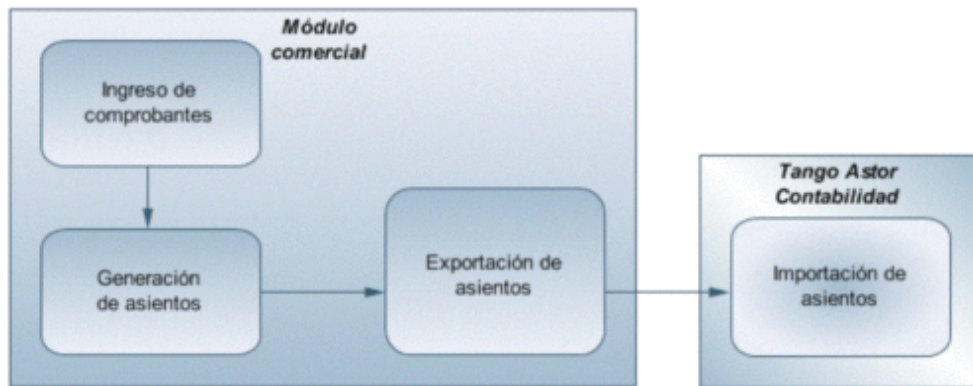 Módulo
comercial
Ingreso de
comprobantes
Generación
de asientos
Exportación de
asientos
Tango Astor
Contabilidad
Importación de
asientos